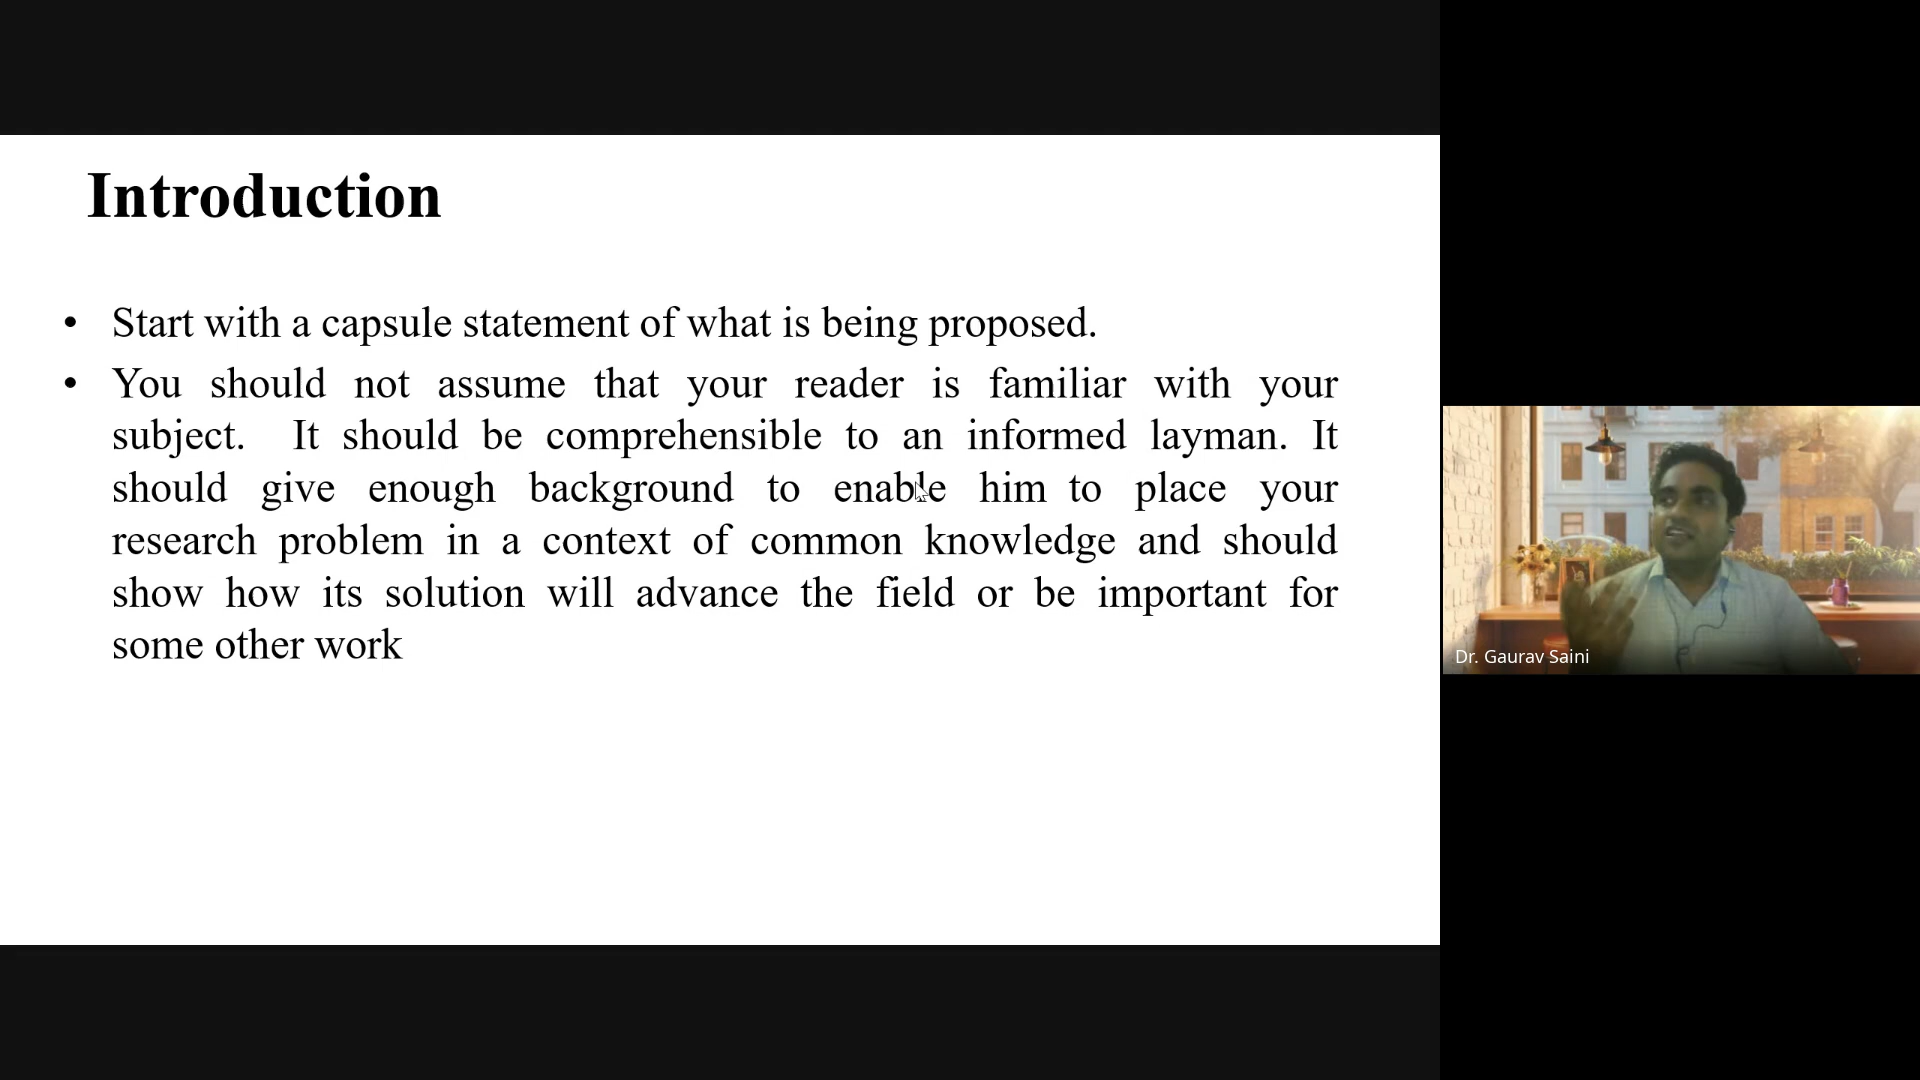 Introduction
• Start with a capsule statement of what is being proposed.
• You should not assume that your reader is familiar with your
subject. It should be comprehensible to an informed layman. It
should give enough background to enable him to place your
research problem in a context of common knowledge and should
show how its solution will advance the field or be important for
some other work
Dr. Gaurav Saini